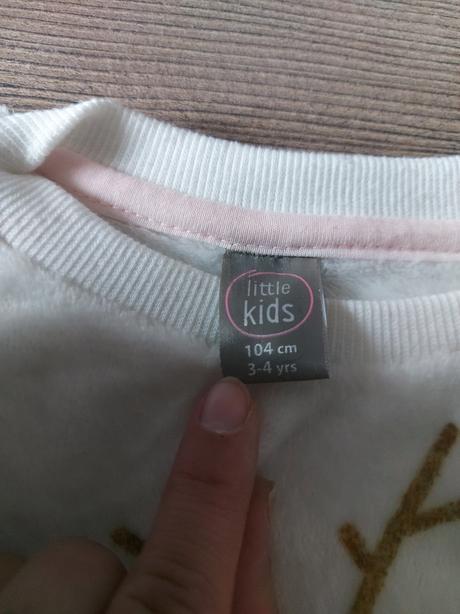 little
kids
104 cm
3-4 yrs